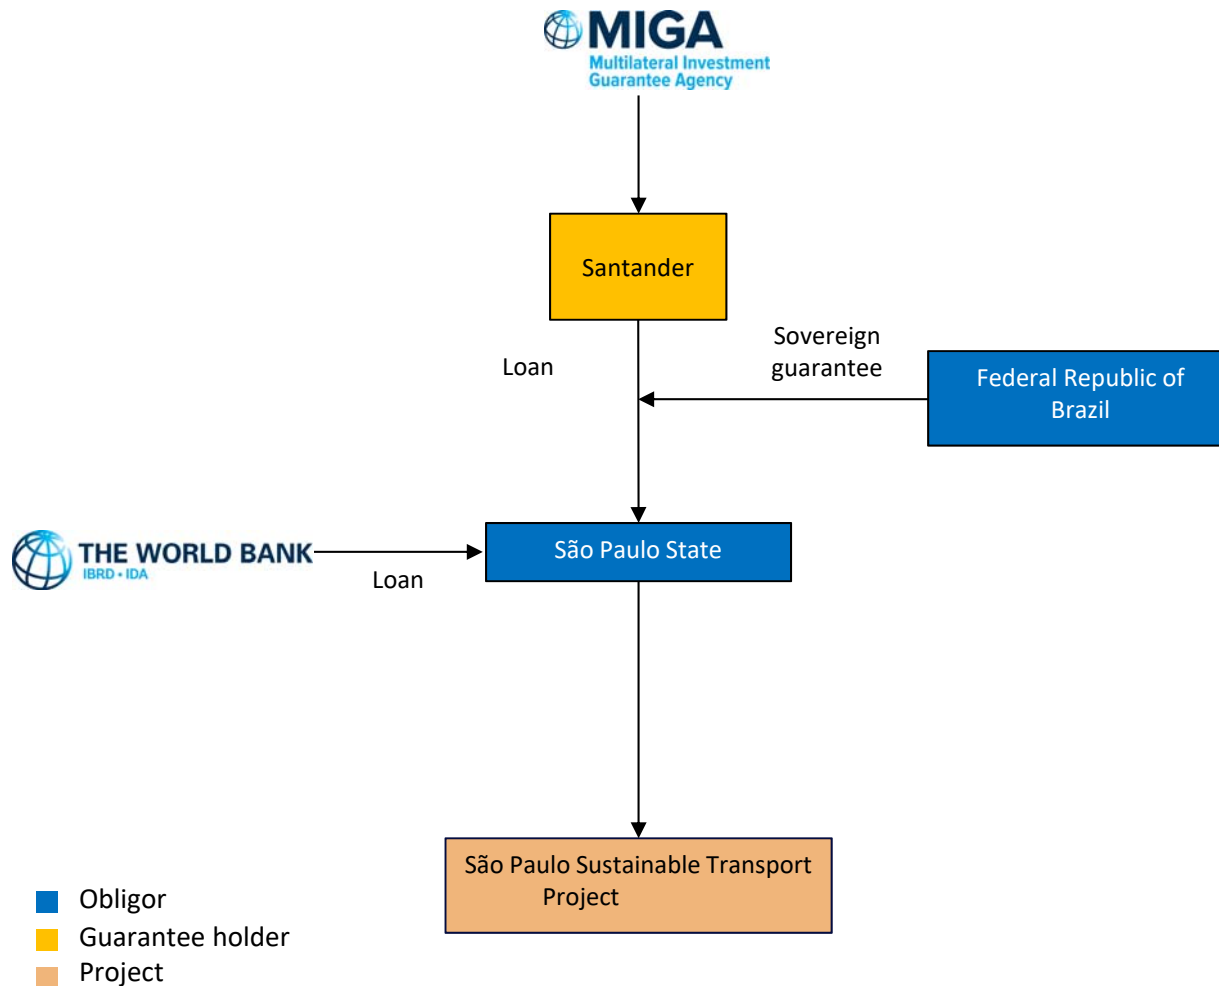 MIGA
Multilateral Investment
Guarantee Agency
Santander
Loan
Sovereign
guarantee
Federal Republic of
Brazil
THE WORLD BANK
IBRD • IDA
Loan
São Paulo State
São Paulo Sustainable Transport
Project
Obligor
Guarantee holder
Project